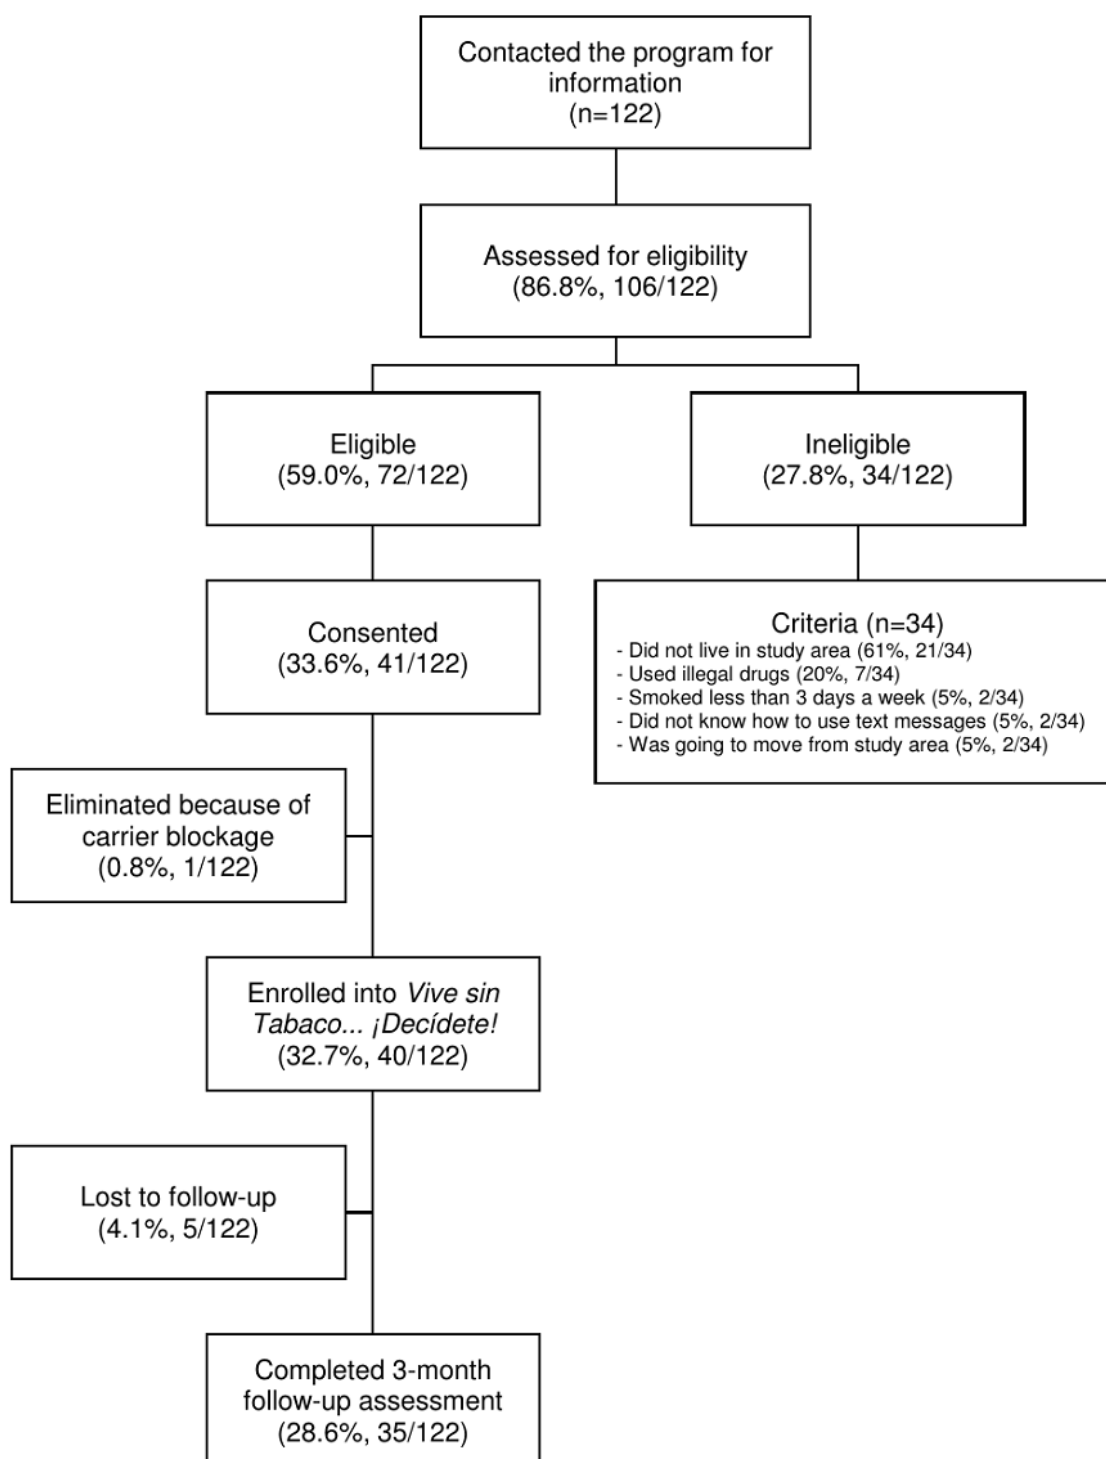 Contacted the program for
information
(n=122)
Assessed for eligibility
(86.8%, 106/122)
Eligible
(59.0%, 72/122)
Ineligible
(27.8%, 34/122)
Consented
(33.6%, 41/122)
Criteria (n=34)
- Did not live in study area (61%, 21/34)
- Used illegal drugs (20%, 7/34)
- Smoked less than 3 days a week (5%, 2/34)
- Did not know how to use text messages (5%, 2/34)
- Was going to move from study area (5%, 2/34)
Eliminated because of
carrier blockage
(0.8%, 1/122)
Enrolled into Vive sin
Tabaco... ¡Decídete!
(32.7%, 40/122)
Lost to follow-up
(4.1%, 5/122)
Completed 3-month
follow-up assessment
(28.6%, 35/122)